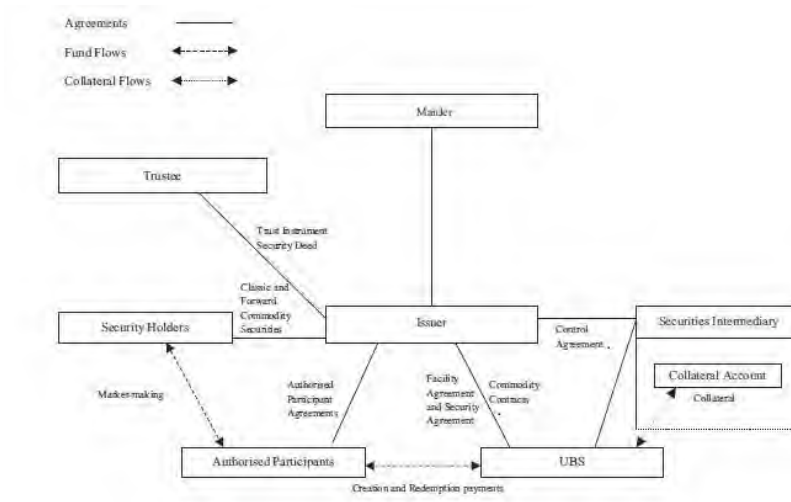 Agreements
Fund Flows
Collateral Flows
Manager
Trustee
Trust Instrument
Security Deed
Classic and
Forward
Commodity
Securities
Security Holders
Issuer
Control
Agreement
Securities Intermediary
Collateral Account
Collateral
Market-making
Authorised
Participant
Agreements
Facility
Agreement
and Security
Agreement
Commodity
Contracts
Authorised Participants
UBS
Creation and Redemption payments